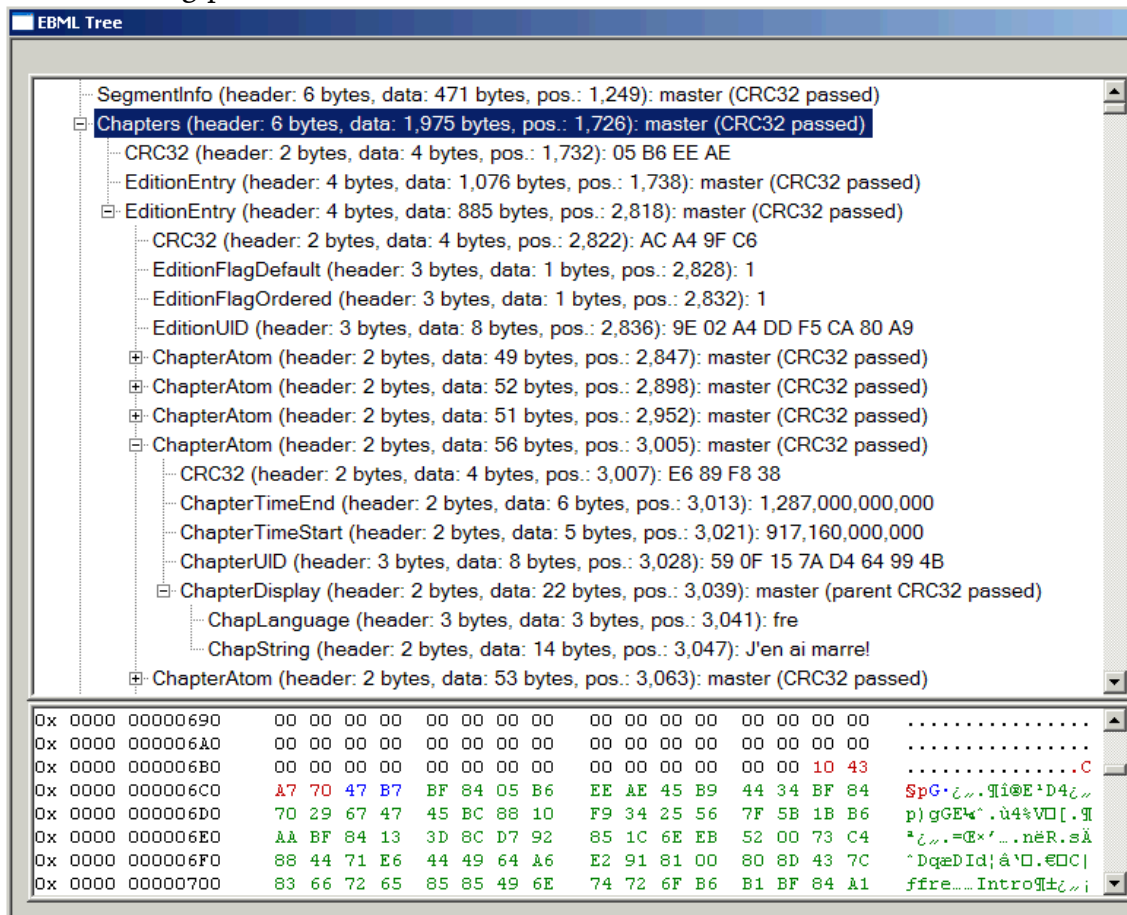 EBML Tree
SegmentInfo (header: 6 bytes, data: 471 bytes, pos.: 1,249): master (CRC32 passed)
Chapters (header: 6 bytes, data: 1,975 bytes, pos.: 1,726): master (CRC32 passed)
CRC32 (header: 2 bytes, data: 4 bytes, pos.: 1,732): 05 B6 EE AE
EditionEntry (header: 4 bytes, data: 1,076 bytes, pos.: 1,738): master (CRC32 passed)
EditionEntry (header: 4 bytes, data: 885 bytes, pos.: 2,818): master (CRC32 passed)
CRC32 (header: 2 bytes, data: 4 bytes, pos.: 2,822): AC A4 9F C6
EditionFlagDefault (header: 3 bytes, data: 1 bytes, pos.: 2,828): 1
EditionFlagOrdered (header: 3 bytes, data: 1 bytes, pos.: 2,832): 1
EditionUID (header: 3 bytes, data: 8 bytes, pos.: 2,836): 9E 02 A4 DD F5 CA 80 A9
ChapterAtom (header: 2 bytes, data: 49 bytes, pos.: 2,847): master (CRC32 passed)
ChapterAtom (header: 2 bytes, data: 52 bytes, pos.: 2,898): master (CRC32 passed)
ChapterAtom (header: 2 bytes, data: 51 bytes, pos.: 2,952): master (CRC32 passed)
ChapterAtom (header: 2 bytes, data: 56 bytes, pos.: 3,005): master (CRC32 passed)
CRC32 (header: 2 bytes, data: 4 bytes, pos.: 3,007): E6 89 F8 38
ChapterTimeEnd (header: 2 bytes, data: 6 bytes, pos.: 3,013): 1,287,000,000,000
ChapterTimeStart (header: 2 bytes, data: 5 bytes, pos.: 3,021): 917,160,000,000
ChapterUID (header: 3 bytes, data: 8 bytes, pos.: 3,028): 59 0F 15 7A D4 64 99 4B
ChapterDisplay (header: 2 bytes, data: 22 bytes, pos.: 3,039): master (parent CRC32 passed)
ChapLanguage (header: 3 bytes, data: 3 bytes, pos.: 3,041): fre
ChapString (header: 2 bytes, data: 14 bytes, pos.: 3,047): J'en ai marre!
ChapterAtom (header: 2 bytes, data: 53 bytes, pos.: 3,063): master (CRC32 passed)
0x 0000 00000690 00 00 00 00 00 00 00 00 00 00 00 00 00 00 00 00 ................
0x 0000 000006A0 00 00 00 00 00 00 00 00 00 00 00 00 00 00 00 00 ................
0x 0000 000006B0 00 00 00 00 00 00 00 00 00 00 00 00 00 00 10 43 ...............C
0x 0000 000006C0 A7 70 47 B7 BF 84 05 B6 EE AE 45 B9 44 34 BF 84 §pG·¿„.¶î®E¹D4¿„
0x 0000 000006D0 70 29 67 47 45 BC 88 10 F9 34 25 56 7F 5B 1B B6 p)gGE¼ˆ.ù4%V□[.¶
0x 0000 000006E0 AA BF 84 13 3D 8C D7 92 85 1C 6E EB 52 00 73 C4 ª¿„.=Œ×’….nëR.sÄ
0x 0000 000006F0 88 44 71 E6 44 49 64 A6 E2 91 81 00 80 8D 43 7C ˆDqæDId¦â‘□.€□C|
0x 0000 00000700 83 66 72 65 85 85 49 6E 74 72 6F B6 B1 BF 84 A1 ƒfre……Intro¶±¿„¡